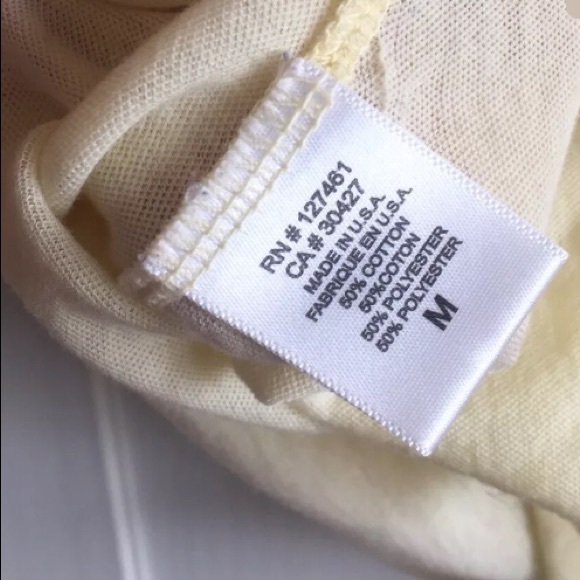 RN # 127461
CA # 30427
MADE IN U.S.A.
FABRIQUE EN U.S.A.
50% COTTON
50%COTON
50% POLYESTER
50% POLYESTER
M